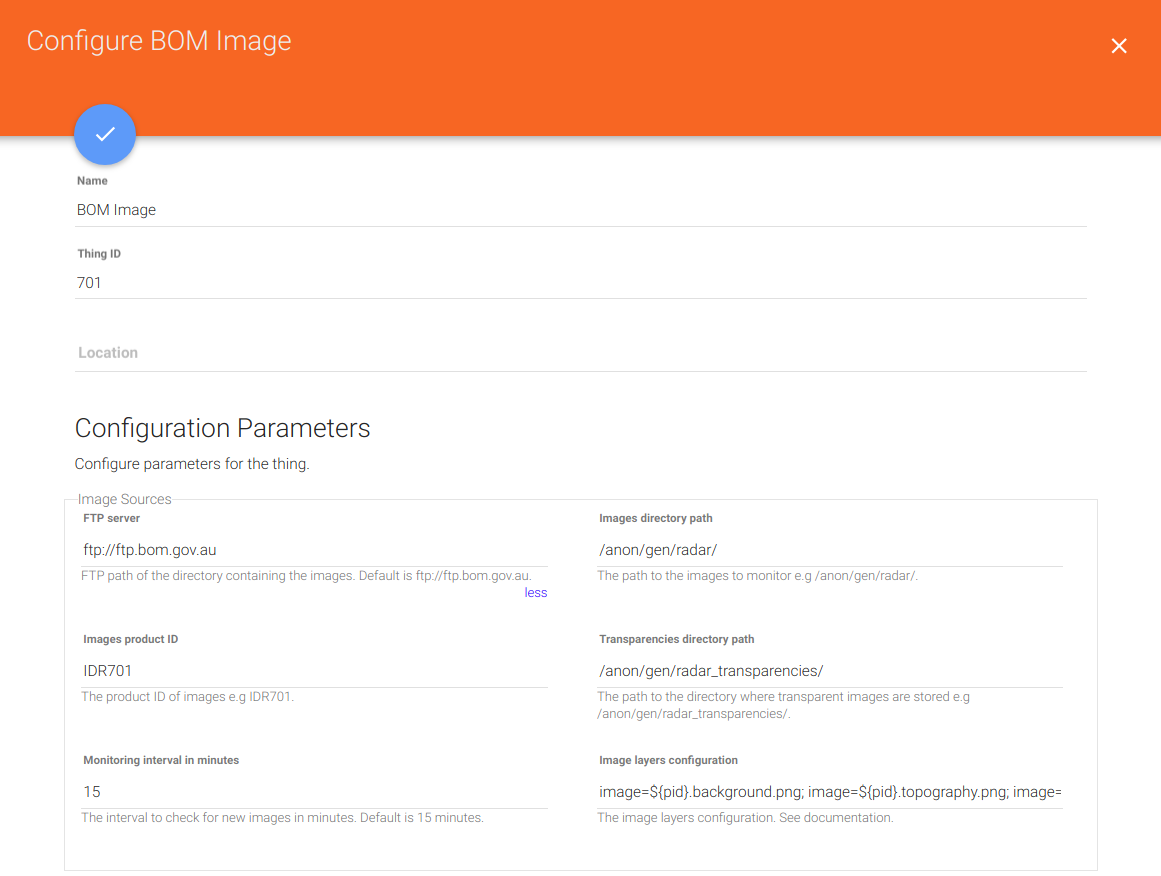 Configure BOM Image
Name
BOM Image
Thing ID
701
Location
Configuration Parameters
Configure parameters for the thing.
Image Sources
FTP server
ftp://ftp.bom.gov.au
FTP path of the directory containing the images. Default is ftp://ftp.bom.gov.au.
less
Images directory path
/anon/gen/radar/
The path to the images to monitor e.g /anon/gen/radar/.
Images product ID
IDR701
The product ID of images e.g IDR701.
Transparencies directory path
/anon/gen/radar_transparencies/
The path to the directory where transparent images are stored e.g
/anon/gen/radar_transparencies/.
Monitoring interval in minutes
15
The interval to check for new images in minutes. Default is 15 minutes.
Image layers configuration
image=${pid}.background.png; image=${pid}.topography.png; image=
The image layers configuration. See documentation.